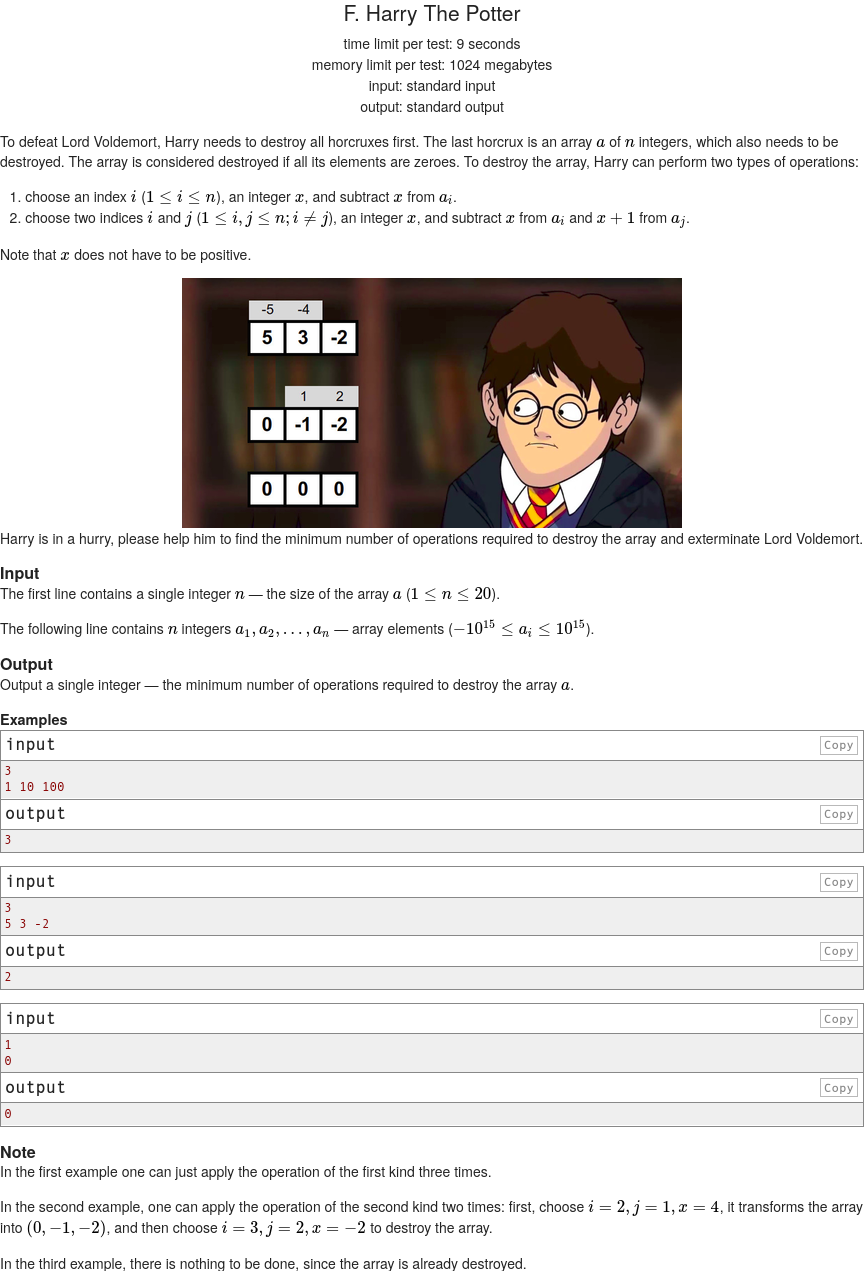 F. Harry The Potter
time limit per test: 9 seconds
memory limit per test: 1024 megabytes
input: standard input
output: standard output
To defeat Lord Voldemort, Harry needs to destroy all horcruxes first. The last horcrux is an array a of n integers, which also needs to be
destroyed. The array is considered destroyed if all its elements are zeroes. To destroy the array, Harry can perform two types of operations:
1. choose an index i (1 ≤ i ≤ n), an integer x, and subtract x from a_i.
2. choose two indices i and j (1 ≤ i, j ≤ n; i ≠ j), an integer x, and subtract x from a_i and x + 1 from a_j.
Note that x does not have to be positive.
-5 -4
5 3 -2
1 2
0 -1 -2
0 0 0
Harry is in a hurry, please help him to find the minimum number of operations required to destroy the array and exterminate Lord Voldemort.
Input
The first line contains a single integer n — the size of the array a (1 ≤ n ≤ 20).
The following line contains n integers a_1, a_2, . . . , a_n — array elements (−10^15 ≤ a_i ≤ 10^15).
Output
Output a single integer — the minimum number of operations required to destroy the array a.
Examples
input Copy
3
1 10 100
output Copy
3
input Copy
3
5 3 -2
output Copy
2
input Copy
1
0
output Copy
0
Note
In the first example one can just apply the operation of the first kind three times.
In the second example, one can apply the operation of the second kind two times: first, choose i = 2, j = 1, x = 4, it transforms the array
into (0, −1, −2), and then choose i = 3, j = 2, x = −2 to destroy the array.
In the third example, there is nothing to be done, since the array is already destroyed.